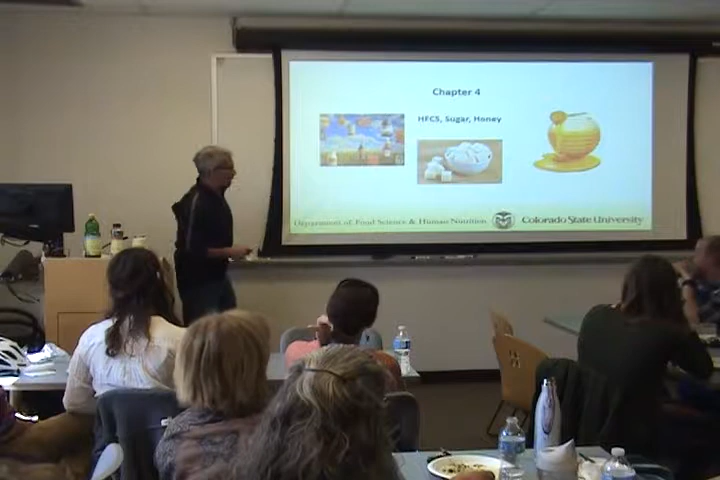 Chapter 4
HFCS, Sugar, Honey
Department of Food Science & Human Nutrition
Colorado State University